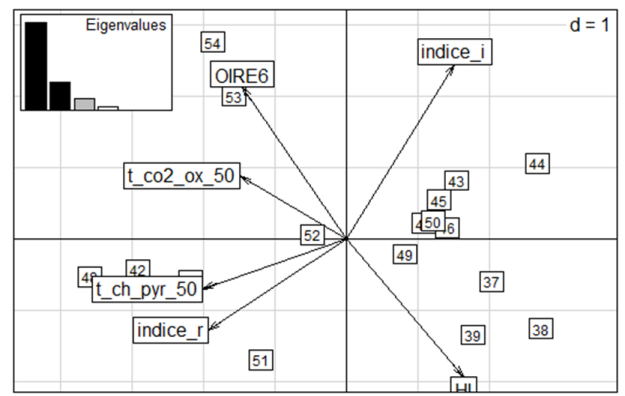 Eigenvalues
d = 1
54
indice_i
OIRE6
53
44
t_co2_ox_50
43
45
50
52
49
42
37
t_ch_pyr_50
indice_r
39
38
51
HI